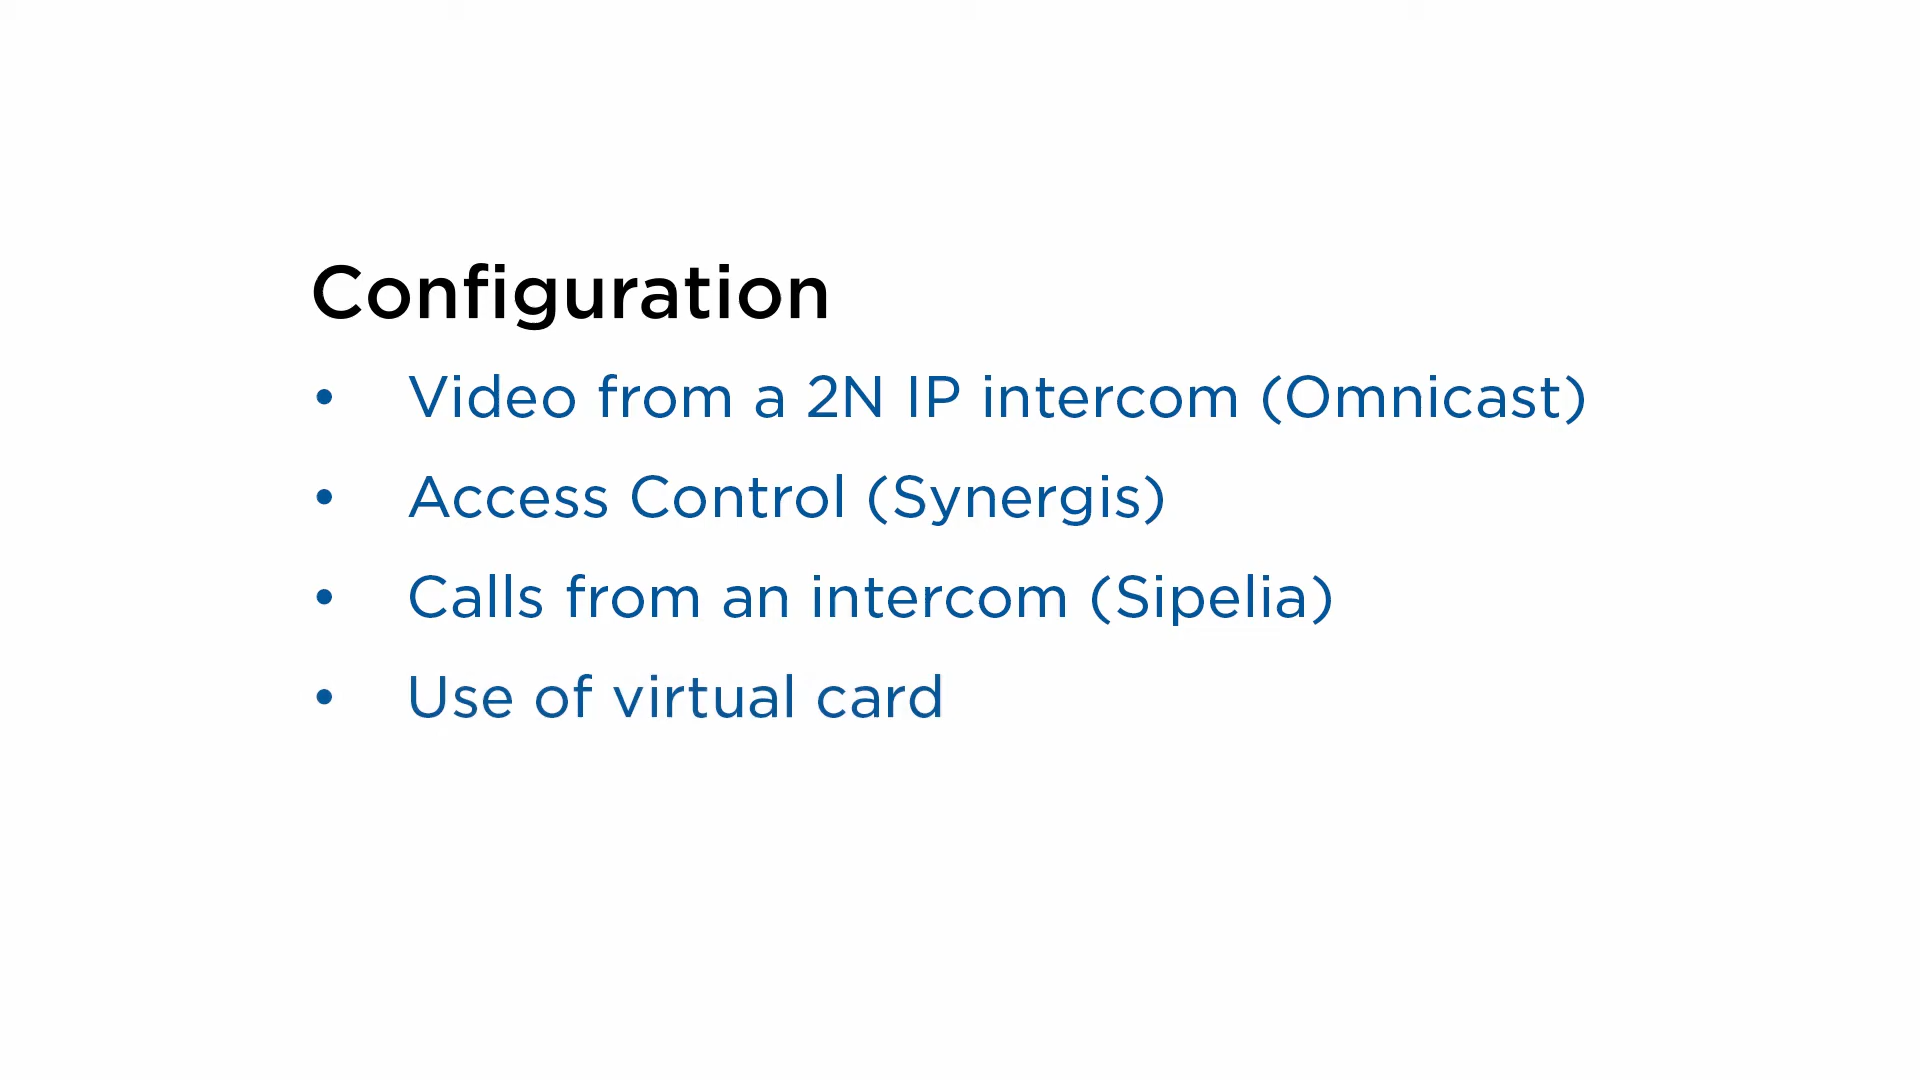 Configuration
• Video from a 2N IP intercom (Omnicast)
• Access Control (Synergis)
• Calls from an intercom (Sipelia)
• Use of virtual card